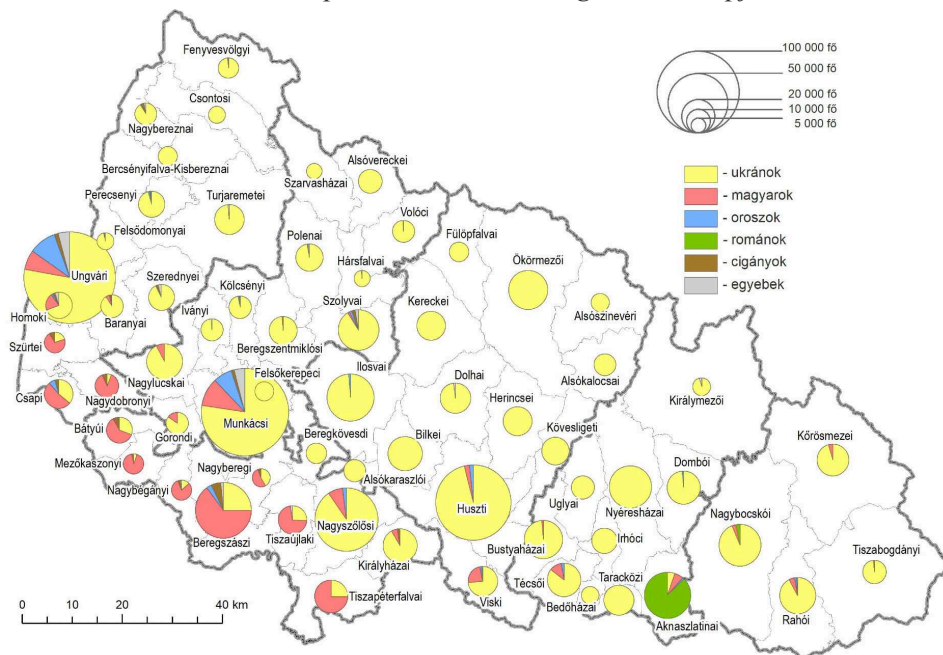 Fenyvesvölgyi
Csontosi
Nagybereznai
Bercsényifalva-Kisbereznai
Perecsenyi
Turjaremetei
Felsődomonyai
Ungvári
Szerednyei
Homoki
Baranyai
Szürtei
Szarvasházai
Alsóvereckei
Volóci
Polenai
Hársfalvai
Kölcsényi
Szolyvai
Iványi
Beregszentmiklósi
Fülöpfalvai
Ökörmezői
Kereckei
Alsószinevéri
Alsókalocsai
Királymezői
Kőrösmezei
Nagylucskai
Felsőkerepeci
Ilosvai
Dolhai
Herincsei
Csapi
Nagydobronyi
Munkácsi
Bátyúi
Gorondi
Beregkövesdi
Bilkei
Kövesligeti
Mezőkaszonyi
Nagyberegi
Alsókaraszlói
Dombói
Nagybégányi
Huszti
Uglyai
Nyéresházai
Nagybocskói
Beregszászi
Tiszaújlaki
Nagyszőlősi
Irhóci
Bustyaházai
Tiszabogdányi
Királyházai
Técsői
Taracközi
Tiszapéterfalvai
Viski
Bedőházai
Aknaszlatinai
Rahói
100 000 fő
50 000 fő
20 000 fő
10 000 fő
5 000 fő
- ukránok
- magyarok
- oroszok
- románok
- cigányok
- egyebek
0 10 20 40 km